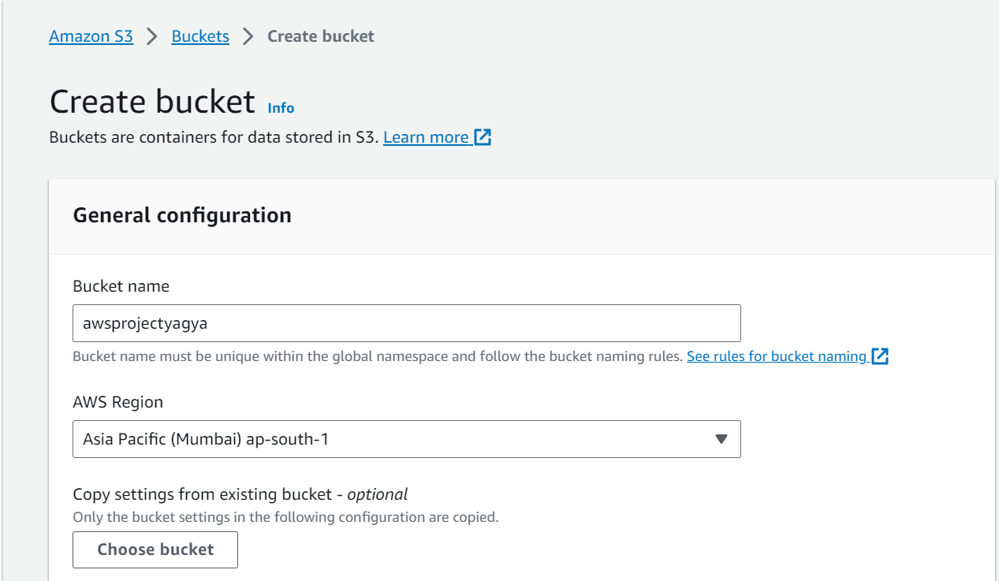 Amazon S3 > Buckets > Create bucket
Create bucket Info
Buckets are containers for data stored in S3. Learn more
General configuration
Bucket name
awsprojectyagya
Bucket name must be unique within the global namespace and follow the bucket naming rules. See rules for bucket naming
AWS Region
Asia Pacific (Mumbai) ap-south-1
Copy settings from existing bucket - optional
Only the bucket settings in the following configuration are copied.
Choose bucket